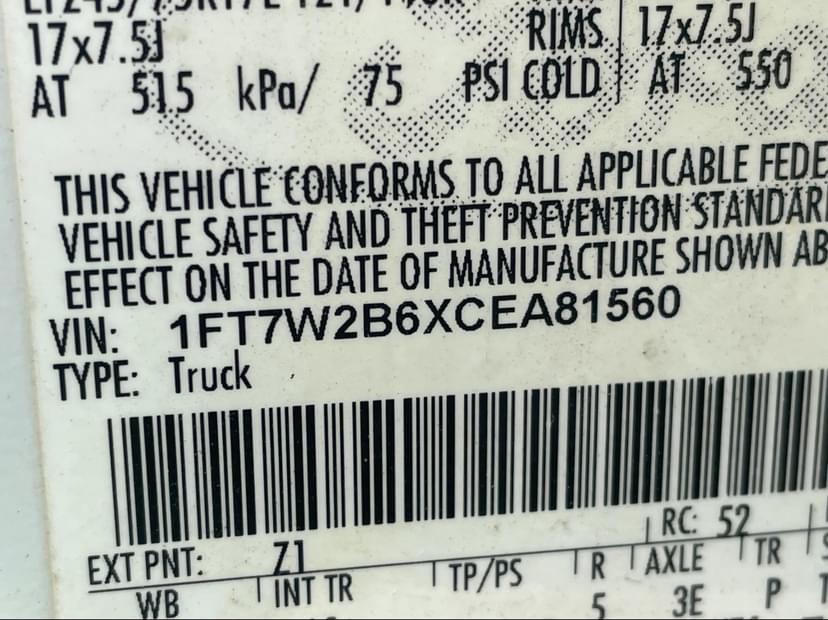 17x7.5J RIMS 17x7.5J
AT 515 kPa/ 75 PSI COLD AT 550
THIS VEHICLE CONFORMS TO ALL APPLICABLE FEDE
VEHICLE SAFETY AND THEFT PREVENTION STANDAR
EFFECT ON THE DATE OF MANUFACTURE SHOWN AB
VIN: 1FT7W2B6XCEA81560
TYPE: Truck
RC: 52
EXT PNT: Z1
WB INT TR TP/PS R AXLE TR
5 3E P